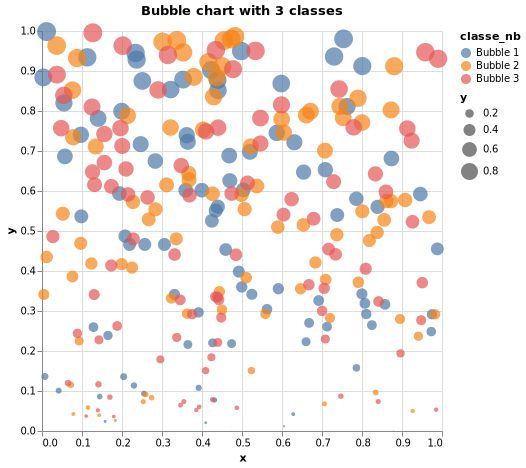 Bubble chart with 3 classes
classe_nb
Bubble 1
Bubble 2
Bubble 3
y
0.2
0.4
0.6
0.8
1.0
0.9
0.8
0.7
0.6
0.5
0.4
0.3
0.2
0.1
0.0
y
0.0 0.1 0.2 0.3 0.4 0.5 0.6 0.7 0.8 0.9 1.0
x